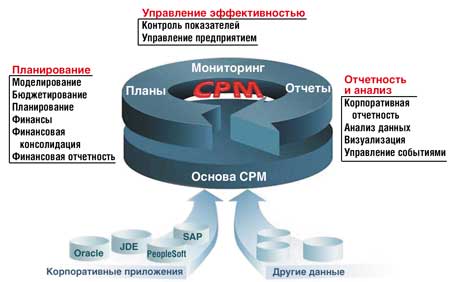 Управление эффективностью
Контроль показателей
Управление предприятием
Планирование
Моделирование
Бюджетирование
Планирование
Финансы
Финансовая
консолидация
Финансовая отчетность
Мониторинг
Планы
CPM
Отчеты
Отчетность
и анализ
Корпоративная
отчетность
Анализ данных
Визуализация
Управление событиями
Основа CPM
Oracle
JDE
SAP
PeopleSoft
Корпоративные приложения
Другие данные